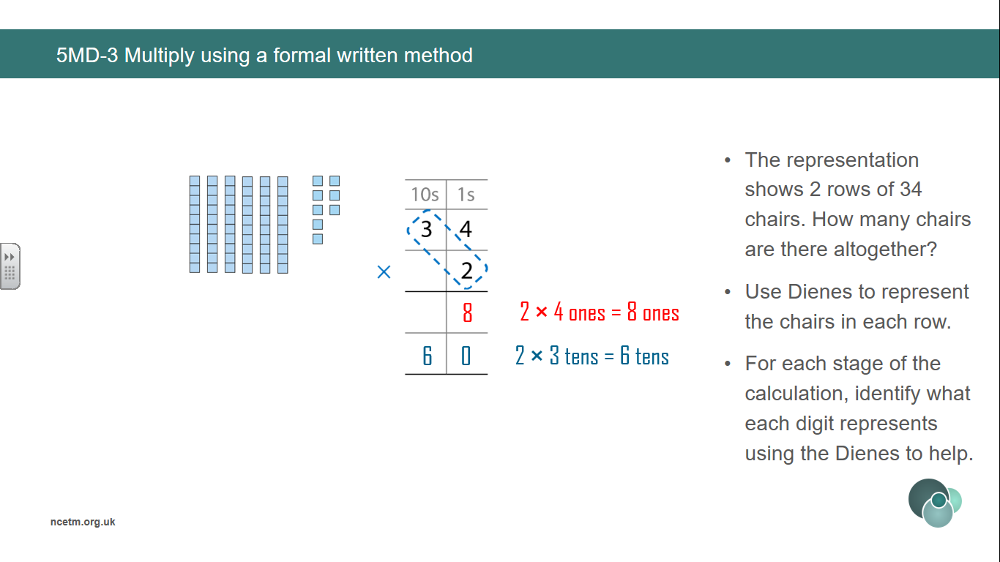 5MD-3 Multiply using a formal written method
10s 1s
3 4
× 2
8 2 × 4 ones = 8 ones
6 0 2 × 3 tens = 6 tens
• The representation
shows 2 rows of 34
chairs. How many chairs
are there altogether?
• Use Dienes to represent
the chairs in each row.
• For each stage of the
calculation, identify what
each digit represents
using the Dienes to help.
ncetm.org.uk